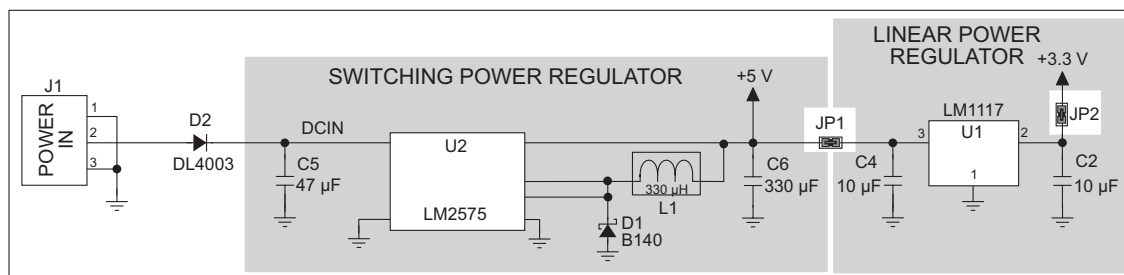 LINEAR POWER
REGULATOR
SWITCHING POWER REGULATOR
+5 V
+3.3 V
J1
POWER
IN
1
2
3
D2
DL4003
DCIN
C5
47 µF
U2
LM2575
330 µH
L1
D1
B140
C6
330 µF
JP1
C4
10 µF
LM1117
U1
3
2
1
JP2
C2
10 µF